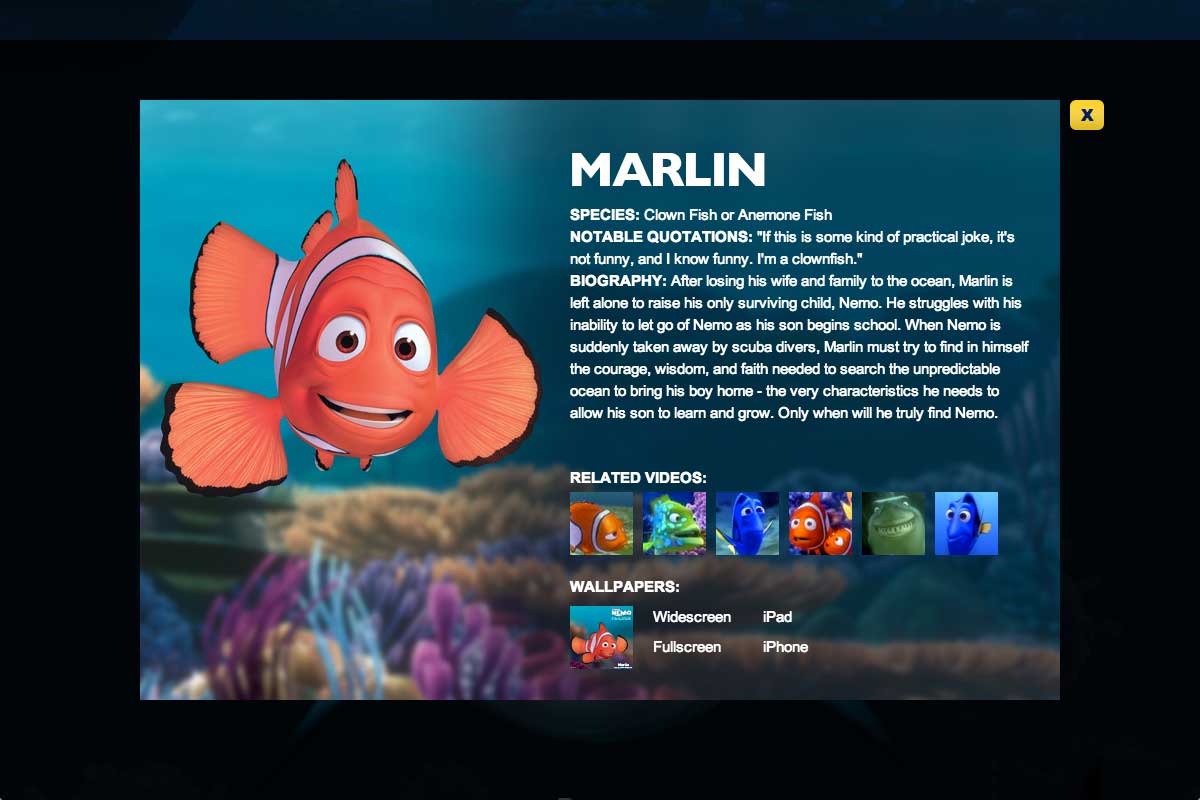 X
MARLIN
SPECIES: Clown Fish or Anemone Fish
NOTABLE QUOTATIONS: "If this is some kind of practical joke, it's
not funny, and I know funny. I'm a clownfish."
BIOGRAPHY: After losing his wife and family to the ocean, Marlin is
left alone to raise his only surviving child, Nemo. He struggles with his
inability to let go of Nemo as his son begins school. When Nemo is
suddenly taken away by scuba divers, Marlin must try to find in himself
the courage, wisdom, and faith needed to search the unpredictable
ocean to bring his boy home - the very characteristics he needs to
allow his son to learn and grow. Only when will he truly find Nemo.
RELATED VIDEOS:
WALLPAPERS:
NEMO
Widescreen iPad
Fullscreen iPhone
Marlin